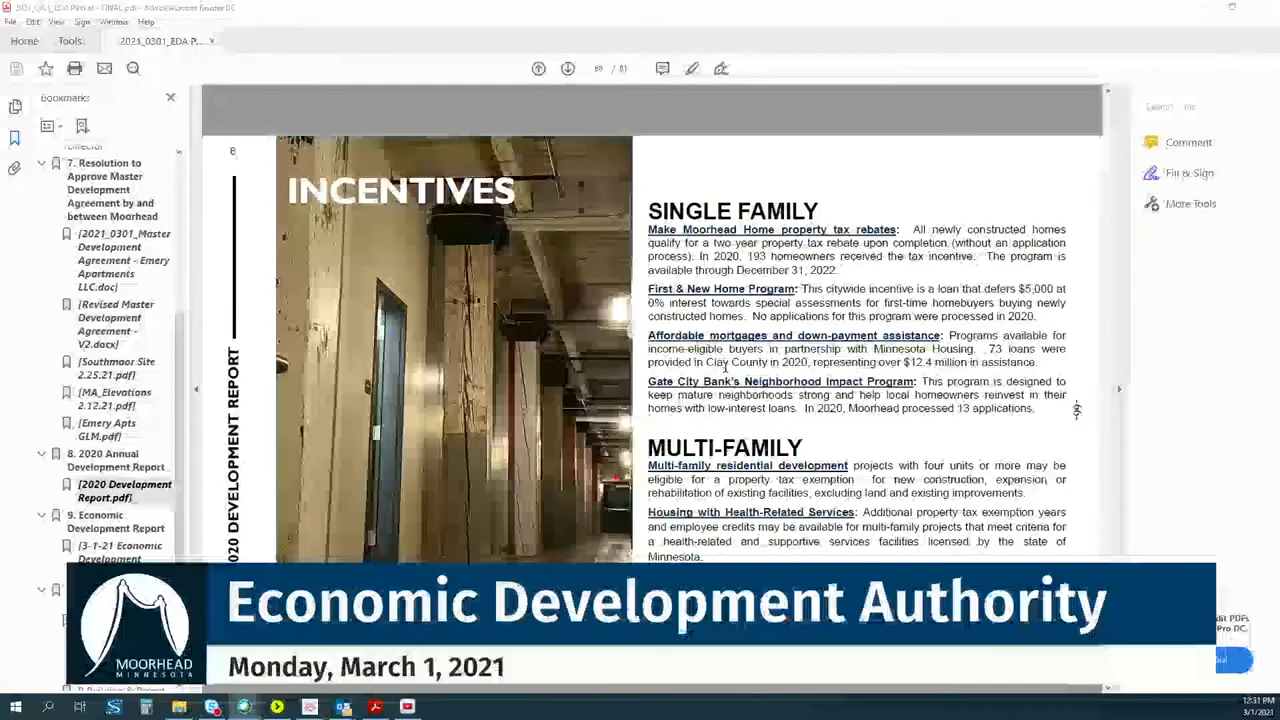 File Edit View Sign Window Help
Home
Tools
2021_0301_EDA P...
68 / 81
Bookmarks
Director
7. Resolution to
Approve Master
Development
Agreement by and
between Moorhead
[2021_0301_Master
Development
Agreement - Emery
Apartments
LLC.doc]
[Revised Master
Development
Agreement -
V2.docx]
[Southmoor Site
2.25.21.pdf]
[MA_Elevations
2.12.21.pdf]
[Emery Apts
GLM.pdf]
8. 2020 Annual
Development Report
[2020 Development
Report.pdf]
9. Economic
Development Report
[3-1-21 Economic
Development
6
020 DEVELOPMENT REPORT
INCENTIVES
SINGLE FAMILY
Make Moorhead Home property tax rebates: All newly constructed homes
qualify for a two year property tax rebate upon completion (without an application
process). In 2020, 193 homeowners received the tax incentive. The program is
available through December 31, 2022.
First & New Home Program: This citywide incentive is a loan that defers $5,000 at
0% interest towards special assessments for first-time homebuyers buying newly
constructed homes. No applications for this program were processed in 2020.
Affordable mortgages and down-payment assistance: Programs available for
income-eligible buyers in partnership with Minnesota Housing. 73 loans were
provided in Clay County in 2020, representing over $12.4 million in assistance.
Gate City Bank's Neighborhood Impact Program: This program is designed to
keep mature neighborhoods strong and help local homeowners reinvest in their
homes with low-interest loans. In 2020, Moorhead processed 13 applications.
MULTI-FAMILY
Multi-family residential development projects with four units or more may be
eligible for a property tax exemption for new construction, expansion, or
rehabilitation of existing facilities, excluding land and existing improvements.
Housing with Health-Related Services: Additional property tax exemption years
and employee credits may be available for multi-family projects that meet criteria for
a health-related and supportive services facilities licensed by the state of
Minnesota.
Comment
Fill & Sign
More Tools
dit PDFs
Pro DC.
MOORHEAD
MINNESOTA
Economic Development Authority
Monday, March 1, 2021
12:31 PM
3/1/2021